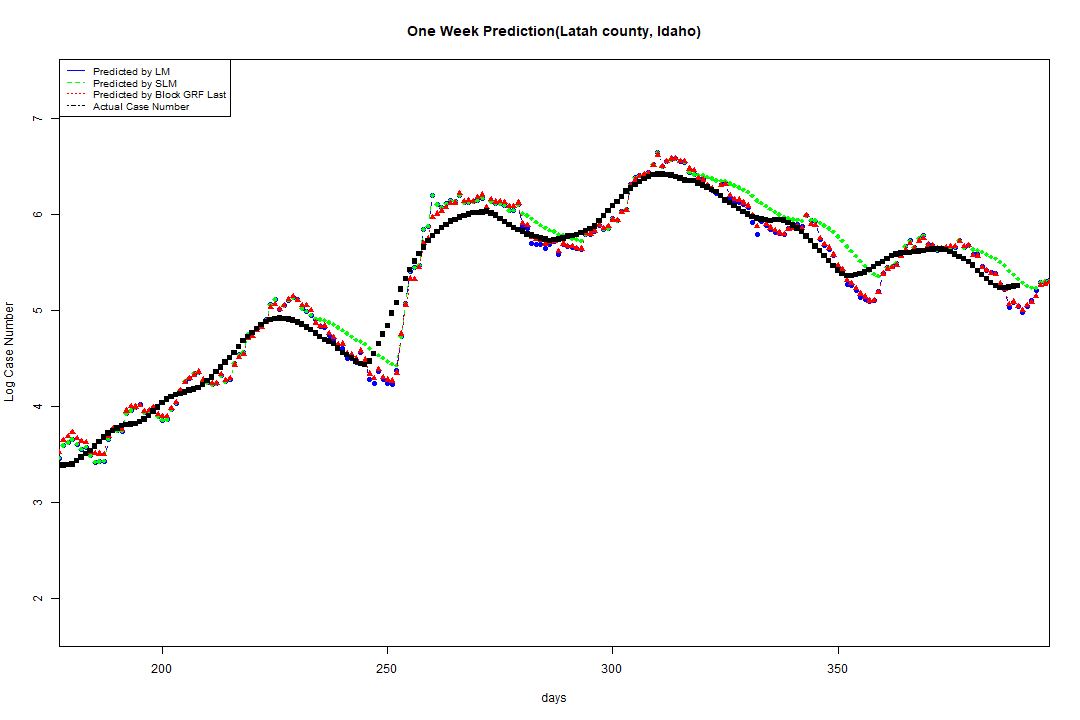 One Week Prediction(Latah county, Idaho)
Predicted by LM
Predicted by SLM
Predicted by Block GRF Last
Actual Case Number
7
6
5
4
3
2
Log Case Number
200
250
300
350
days